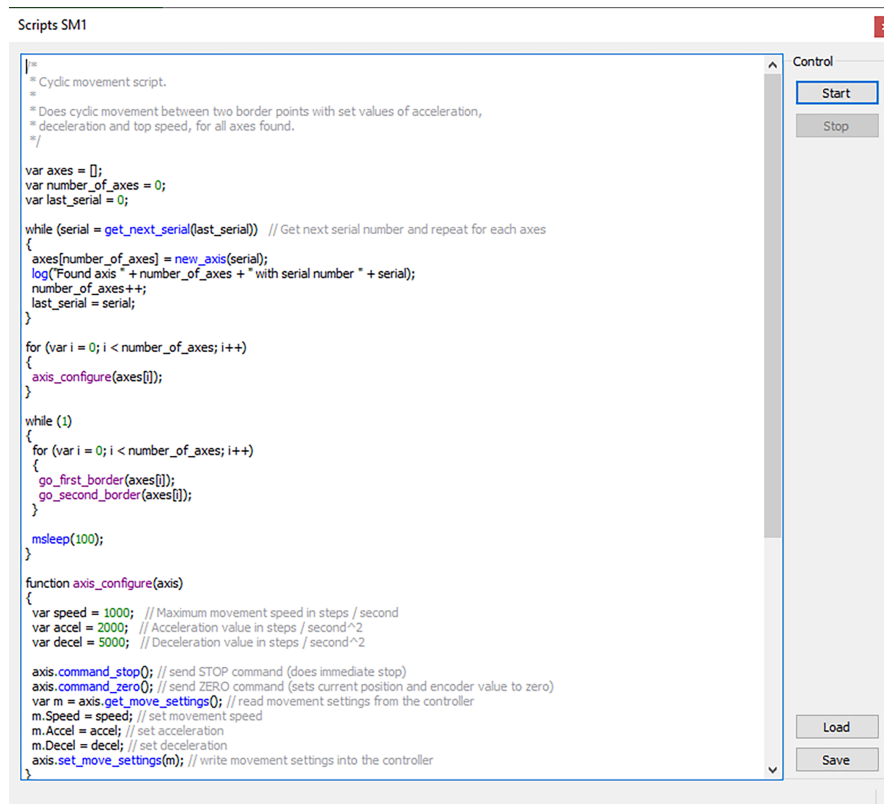 Scripts SM1
/*
 * Cyclic movement script.
 *
 * Does cyclic movement between two border points with set values of acceleration,
 * deceleration and top speed, for all axes found.
 */

var axes = [];
var number_of_axes = 0;
var last_serial = 0;

while (serial = get_next_serial(last_serial))   // Get next serial number and repeat for each axes
{
  axes[number_of_axes] = new_axis(serial);
  log("Found axis " + number_of_axes + " with serial number " + serial);
  number_of_axes++;
  last_serial = serial;
}

for (var i = 0; i < number_of_axes; i++)
{
  axis_configure(axes[i]);
}

while (1)
{
  for (var i = 0; i < number_of_axes; i++)
  {
    go_first_border(axes[i]);
    go_second_border(axes[i]);
  }

  msleep(100);
}

function axis_configure(axis)
{
  var speed = 1000;   // Maximum movement speed in steps / second
  var accel = 2000;   // Acceleration value in steps / second^2
  var decel = 5000;   // Deceleration value in steps / second^2

  axis.command_stop(); // send STOP command (does immediate stop)
  axis.command_zero(); // send ZERO command (sets current position and encoder value to zero)
  var m = axis.get_move_settings(); // read movement settings from the controller
  m.Speed = speed; // set movement speed
  m.Accel = accel; // set acceleration
  m.Decel = decel; // set deceleration
  axis.set_move_settings(m); // write movement settings into the controller
}
Control
Start
Stop
Load
Save